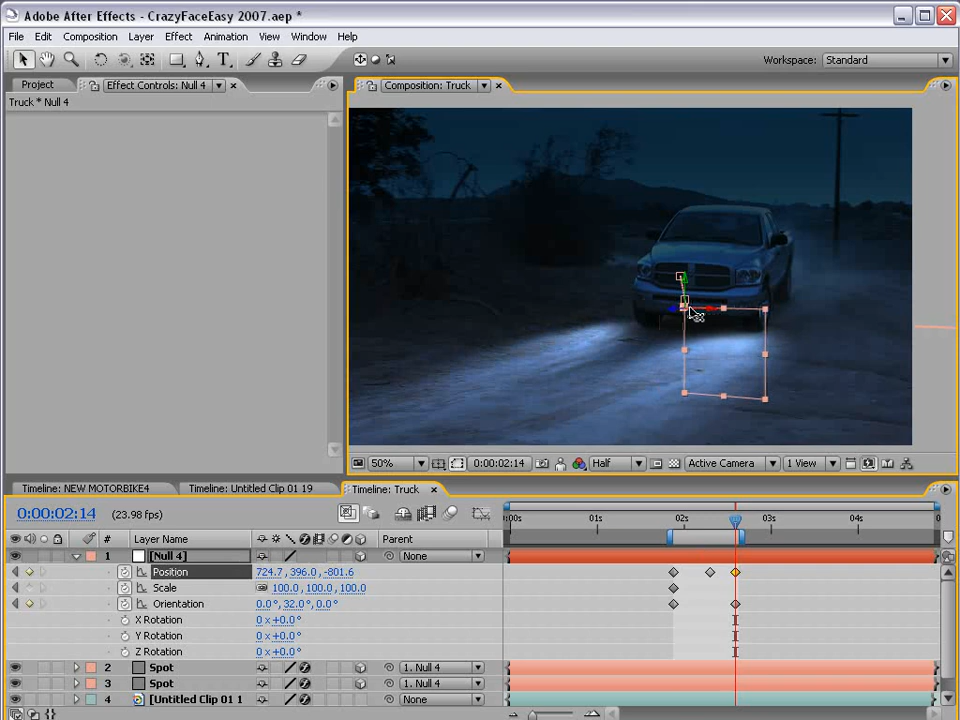 Adobe After Effects - CrazyFaceEasy 2007.aep *
File Edit Composition Layer Effect Animation View Window Help
Workspace: Standard
Project Effect Controls: Null 4 Composition: Truck
Truck * Null 4
50% 0:00:02:14 Half Active Camera 1 View
Timeline: NEW MOTORBIKE4 Timeline: Untitled Clip 01 19 Timeline: Truck
0:00:02:14 (23.98 fps)
:00s 01s 02s 03s 04s
# Layer Name Parent
1 [Null 4] None
Position 724.7, 396.0, -801.6
Scale 100.0, 100.0, 100.0%
Orientation 0.0°, 32.0°, 0.0°
X Rotation 0 x +0.0°
Y Rotation 0 x +0.0°
Z Rotation 0 x +0.0°
2 Spot 1. Null 4
3 Spot 1. Null 4
4 [Untitled Clip 01 1 None